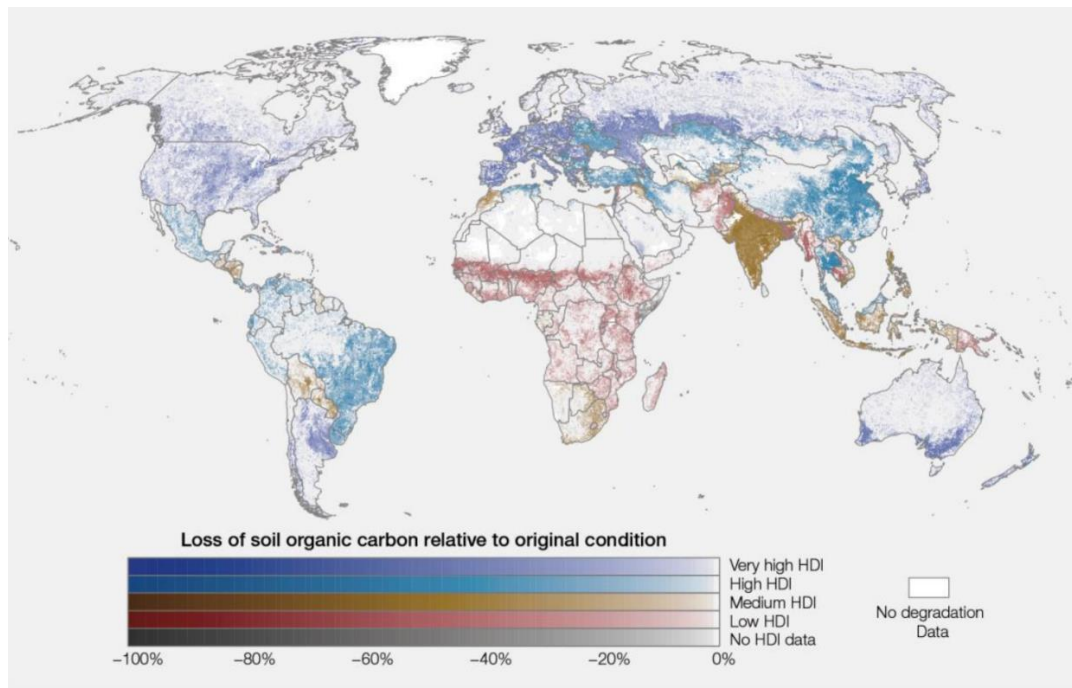 Loss of soil organic carbon relative to original condition
Very high HDI
High HDI
Medium HDI
Low HDI
No HDI data
−100%
−80%
−60%
−40%
−20%
0%
No degradation
Data